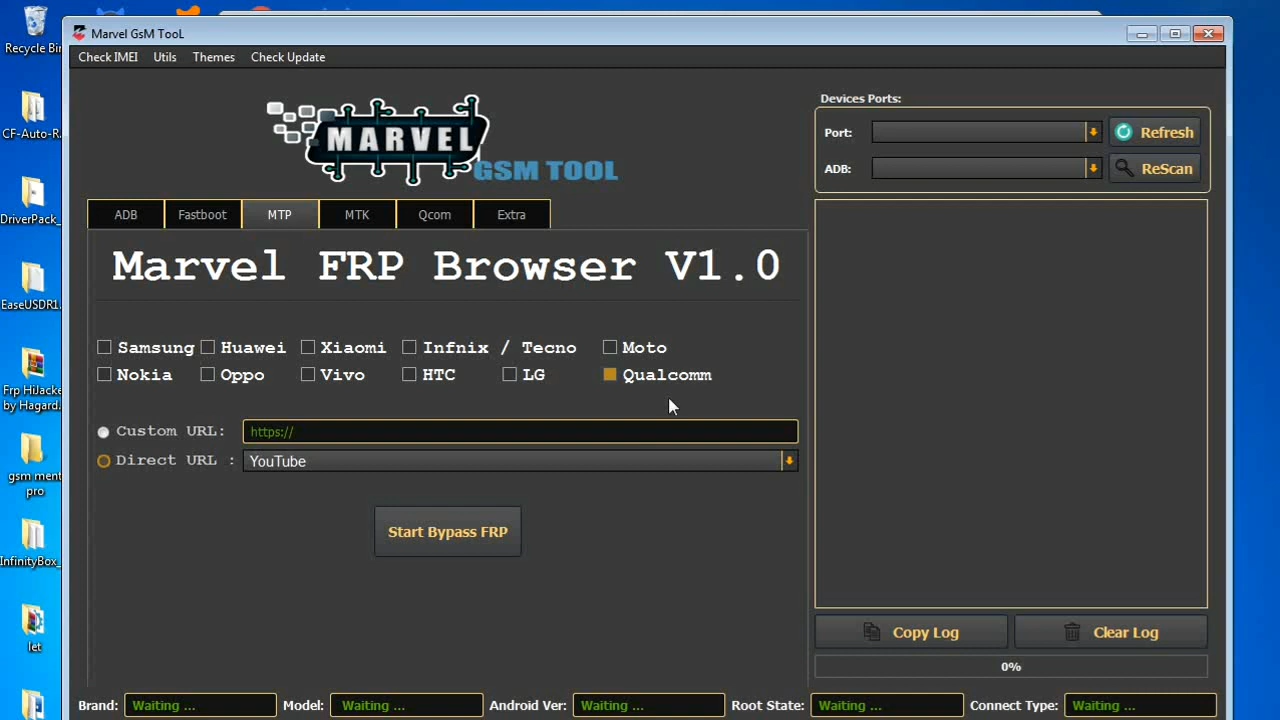 Recycle Bin
CF-Auto-R.
DriverPack_
EaseUSDR1.
Frp HiJacke
by Hagard.
gsm ment
pro
InfinityBox_
let
Marvel GsM TooL
Check IMEI Utils Themes Check Update
MARVEL
GSM TOOL
Devices Ports:
Port: Refresh
ADB: ReScan
ADB Fastboot MTP MTK Qcom Extra
Marvel FRP Browser V1.0
Samsung Huawei Xiaomi Infnix / Tecno Moto
Nokia Oppo Vivo HTC LG Qualcomm
Custom URL: https://
Direct URL : YouTube
Start Bypass FRP
Copy Log Clear Log
0%
Brand: Waiting ... Model: Waiting ... Android Ver: Waiting ... Root State: Waiting ... Connect Type: Waiting ...